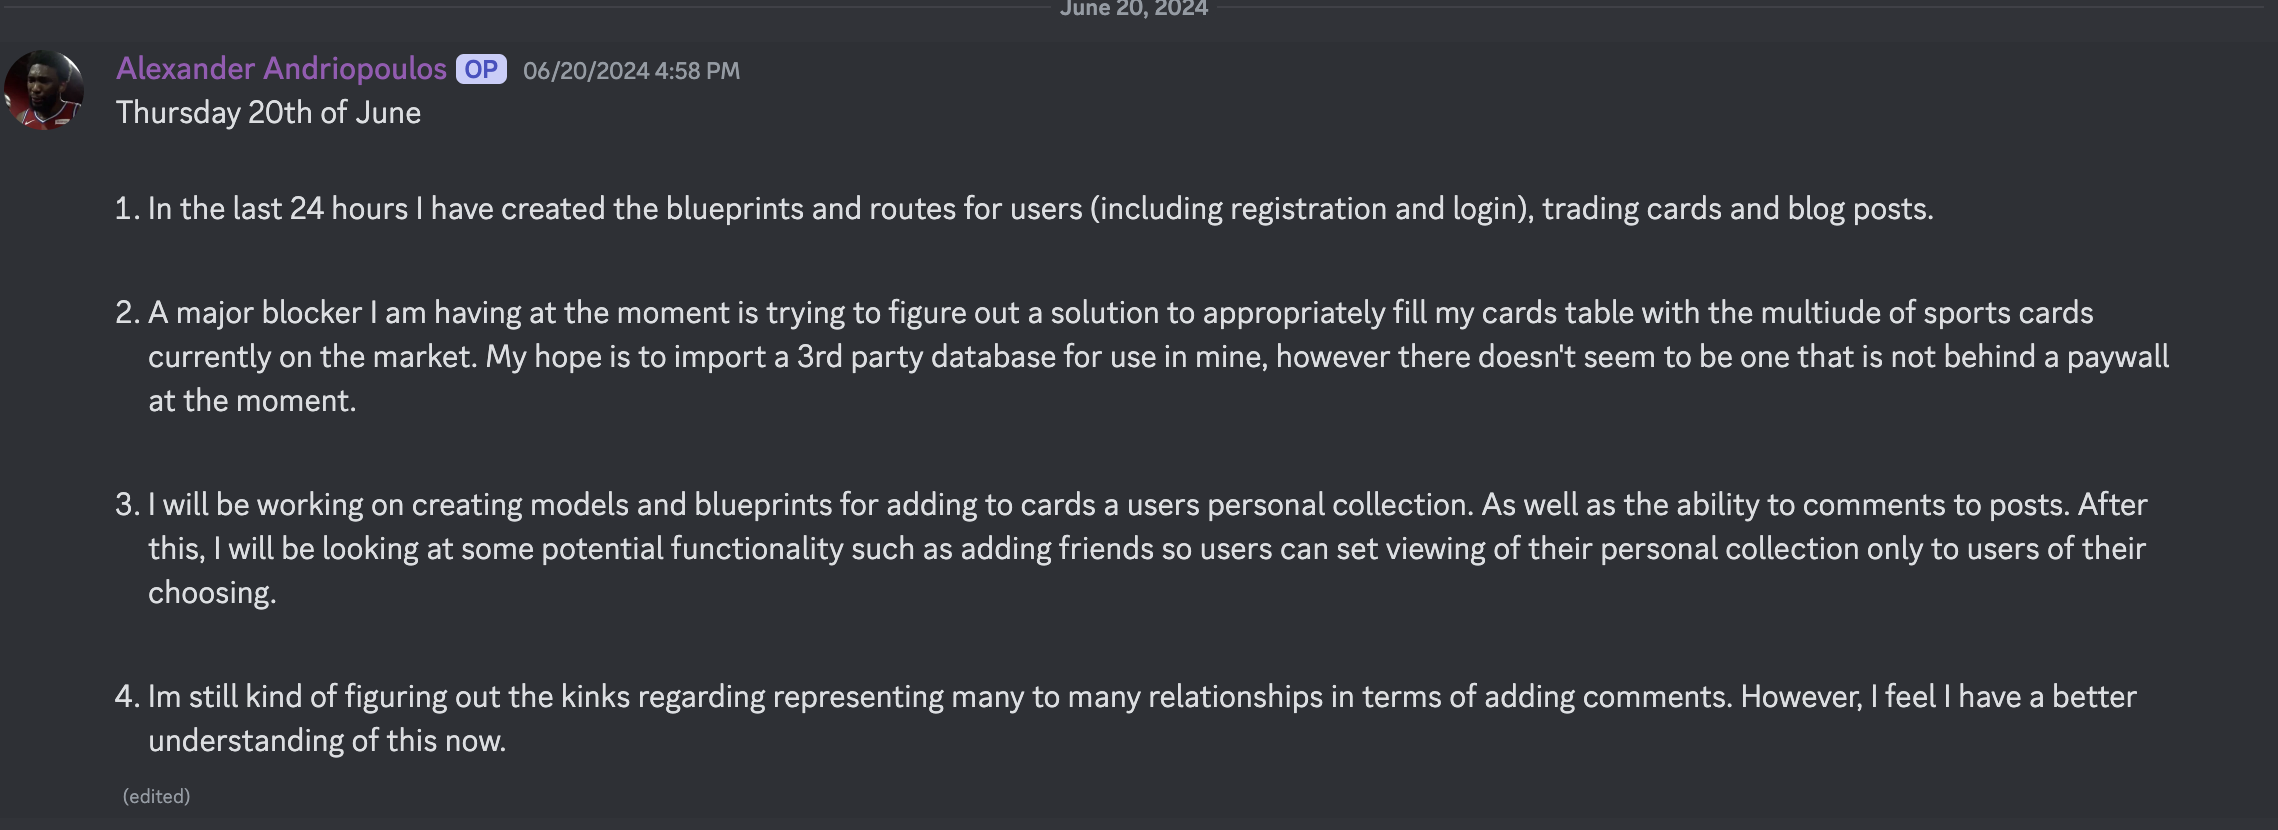 June 20, 2024
Alexander Andriopoulos OP 06/20/2024 4:58 PM
Thursday 20th of June
1. In the last 24 hours I have created the blueprints and routes for users (including registration and login), trading cards and blog posts.
2. A major blocker I am having at the moment is trying to figure out a solution to appropriately fill my cards table with the multiude of sports cards
currently on the market. My hope is to import a 3rd party database for use in mine, however there doesn't seem to be one that is not behind a paywall
at the moment.
3. I will be working on creating models and blueprints for adding to cards a users personal collection. As well as the ability to comments to posts. After
this, I will be looking at some potential functionality such as adding friends so users can set viewing of their personal collection only to users of their
choosing.
4. Im still kind of figuring out the kinks regarding representing many to many relationships in terms of adding comments. However, I feel I have a better
understanding of this now.
(edited)